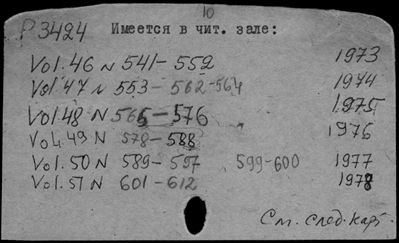 10
P 3424 Имеется в чит. зале:
Vol. 46 N 541-552 1973
Vol. 47 N 553-562-564 1974
Vol 48 N 565-576 1975
Vol. 49 N 578-588 1976
Vol. 50 N 589-597 599-600 1977
Vol. 51 N 601-612 1978
См. след. карт.